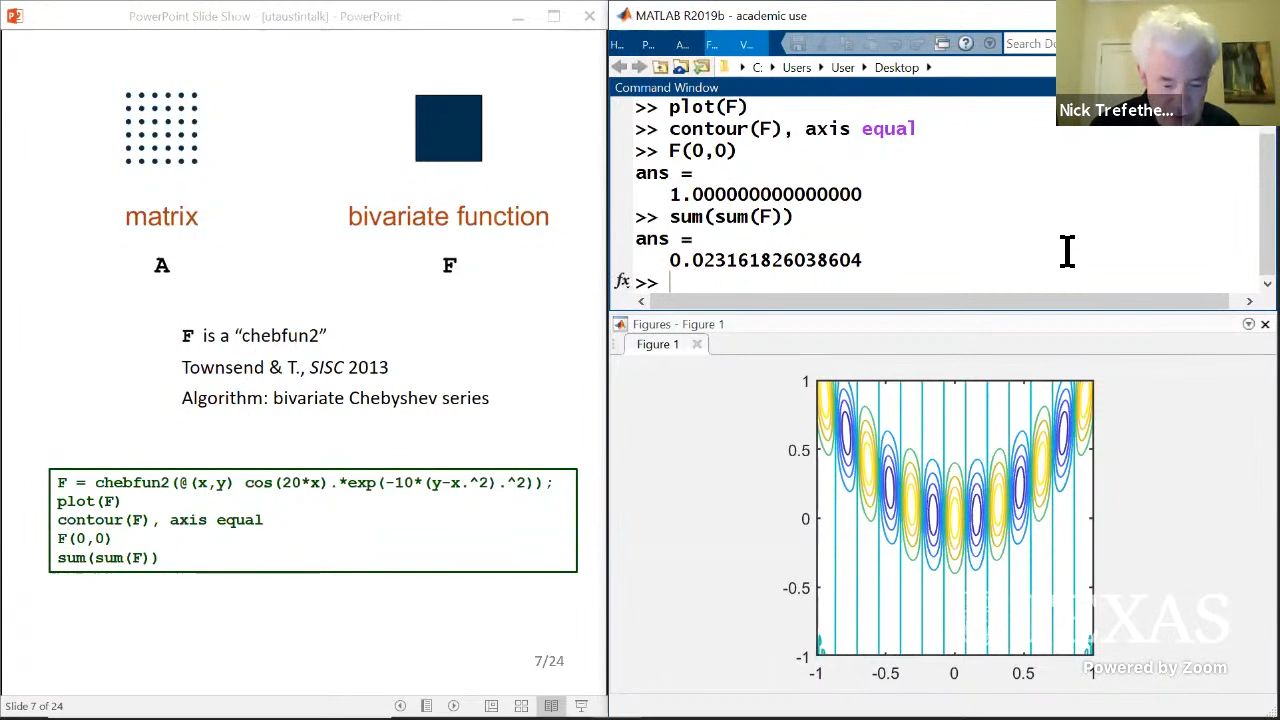 PowerPoint Slide Show - [utaustintalk] - PowerPoint
matrix
bivariate function
A
F
F is a “chebfun2”
Townsend & T., SISC 2013
Algorithm: bivariate Chebyshev series
F = chebfun2(@(x,y) cos(20*x).*exp(-10*(y-x.^2).^2));
plot(F)
contour(F), axis equal
F(0,0)
sum(sum(F))
7/24
Slide 7 of 24
MATLAB R2019b - academic use
H... P... A... F... V...
Search Do
C: Users User Desktop
Command Window
Nick Trefethe...
>> plot(F)
>> contour(F), axis equal
>> F(0,0)
ans =
1.000000000000000
>> sum(sum(F))
ans =
0.023161826038604
fx >>
Figures - Figure 1
Figure 1
1
0.5
0
-0.5
-1
-1 -0.5 0 0.5 1
TEXAS
Powered by Zoom